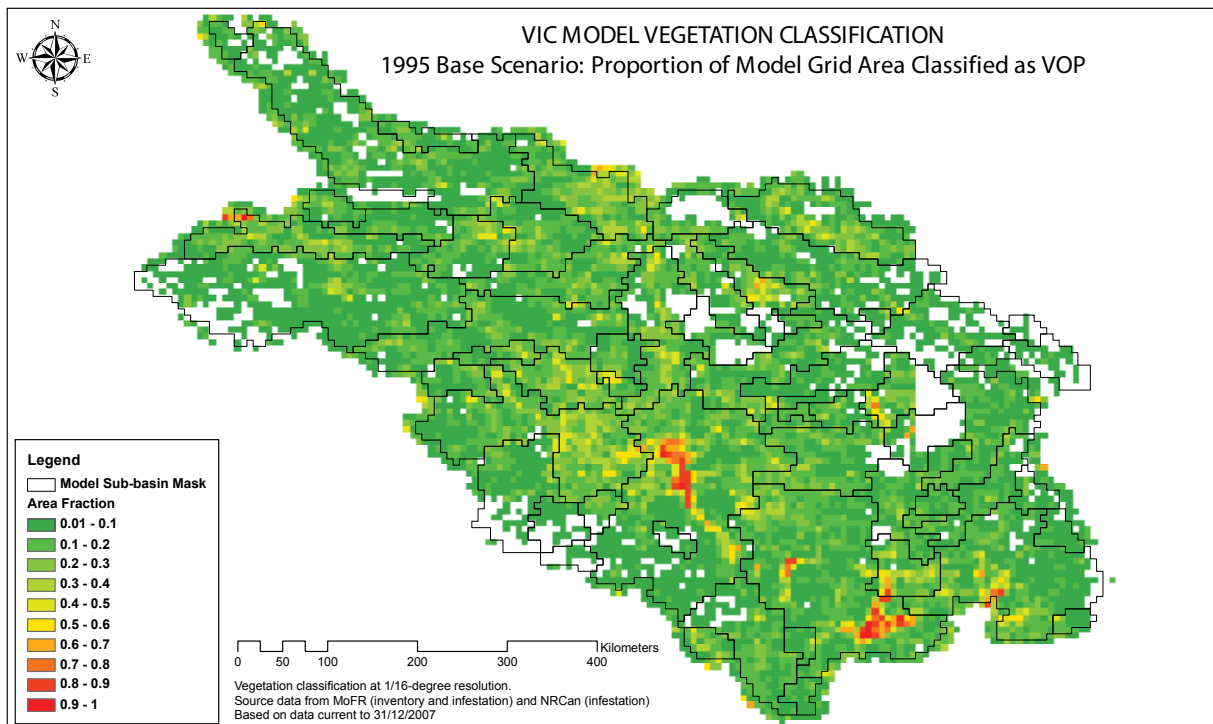 VIC MODEL VEGETATION CLASSIFICATION
1995 Base Scenario: Proportion of Model Grid Area Classified as VOP
N
W E
S
Legend
Model Sub-basin Mask
Area Fraction
0.01 - 0.1
0.1 - 0.2
0.2 - 0.3
0.3 - 0.4
0.4 - 0.5
0.5 - 0.6
0.6 - 0.7
0.7 - 0.8
0.8 - 0.9
0.9 - 1
Kilometers
0 50 100 200 300 400
Vegetation classification at 1/16-degree resolution.
Source data from MoFR (inventory and infestation) and NRCan (infestation)
Based on data current to 31/12/2007